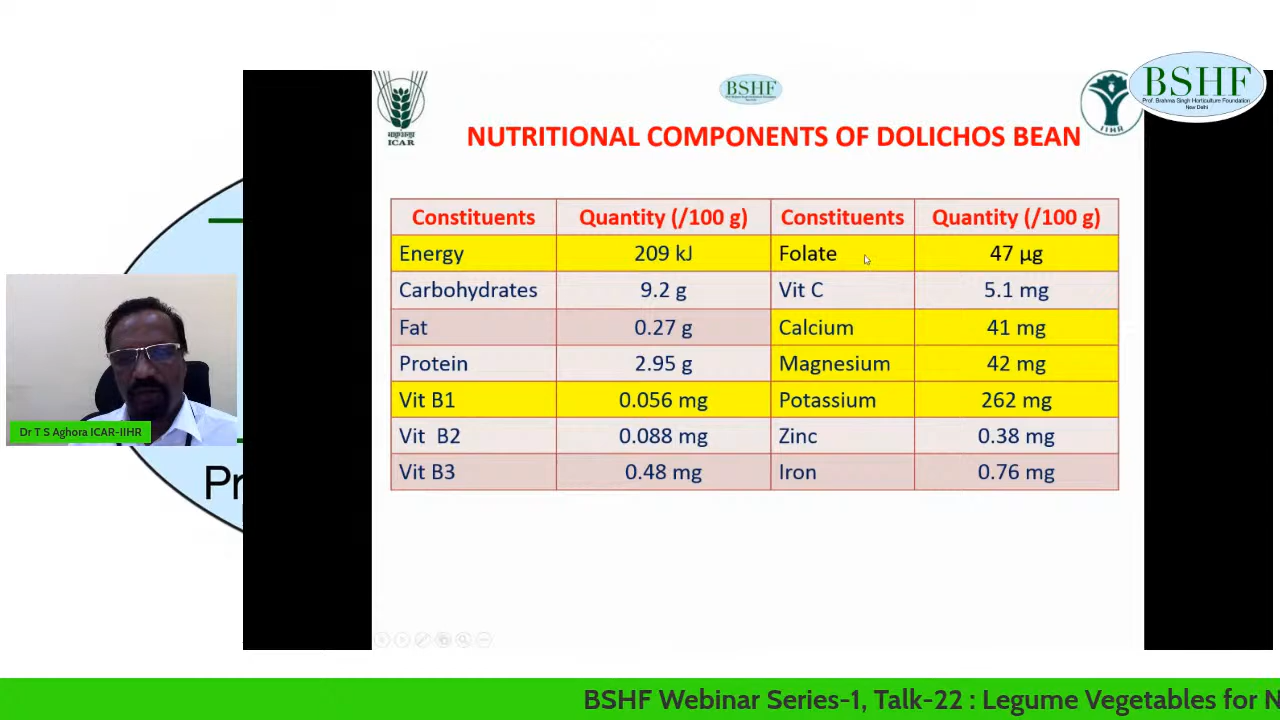 BSHF
Prof. Brahma Singh Horticulture Foundation
New Delhi
BSHF
ICAR
IIHR
NUTRITIONAL COMPONENTS OF DOLICHOS BEAN
Constituents Quantity (/100 g) Constituents Quantity (/100 g)
Energy 209 kJ Folate 47 µg
Carbohydrates 9.2 g Vit C 5.1 mg
Fat 0.27 g Calcium 41 mg
Protein 2.95 g Magnesium 42 mg
Vit B1 0.056 mg Potassium 262 mg
Vit B2 0.088 mg Zinc 0.38 mg
Vit B3 0.48 mg Iron 0.76 mg
Dr T S Aghora ICAR-IIHR
Pr
BSHF Webinar Series-1, Talk-22 : Legume Vegetables for N